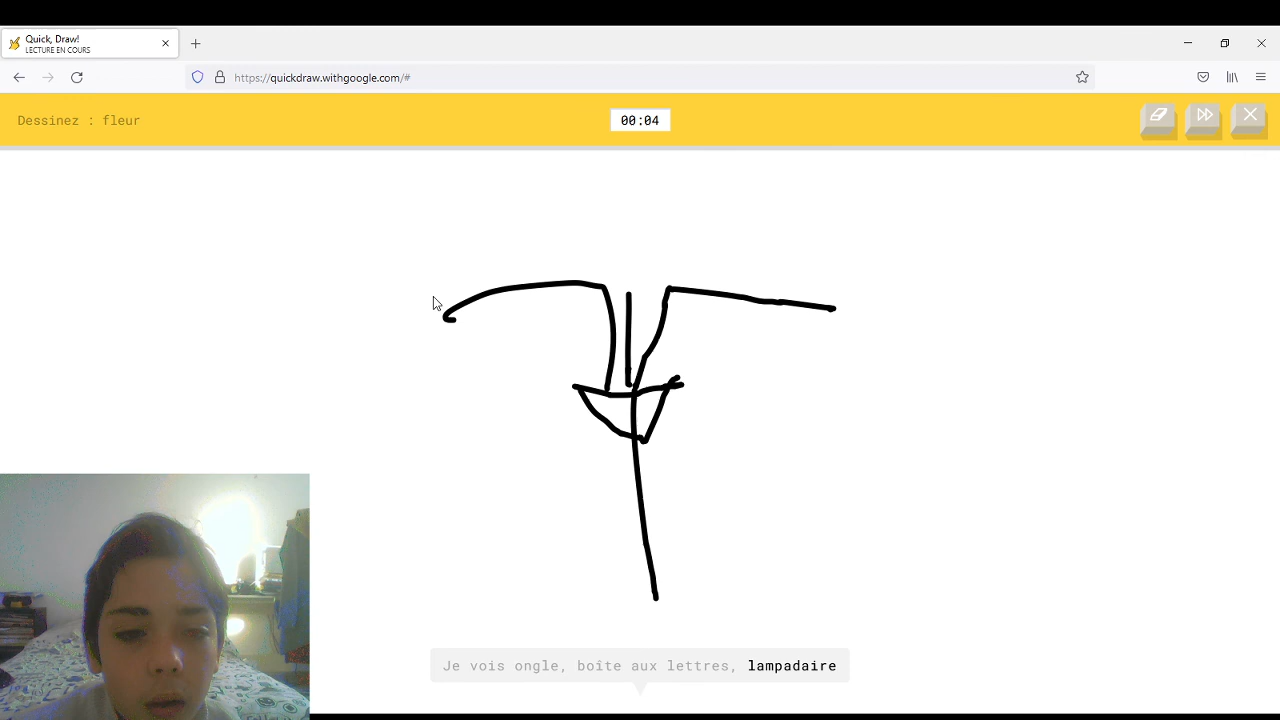 Quick, Draw!
LECTURE EN COURS
https://quickdraw.withgoogle.com/#
Dessinez : fleur
00:04
Je vois ongle, boîte aux lettres, lampadaire